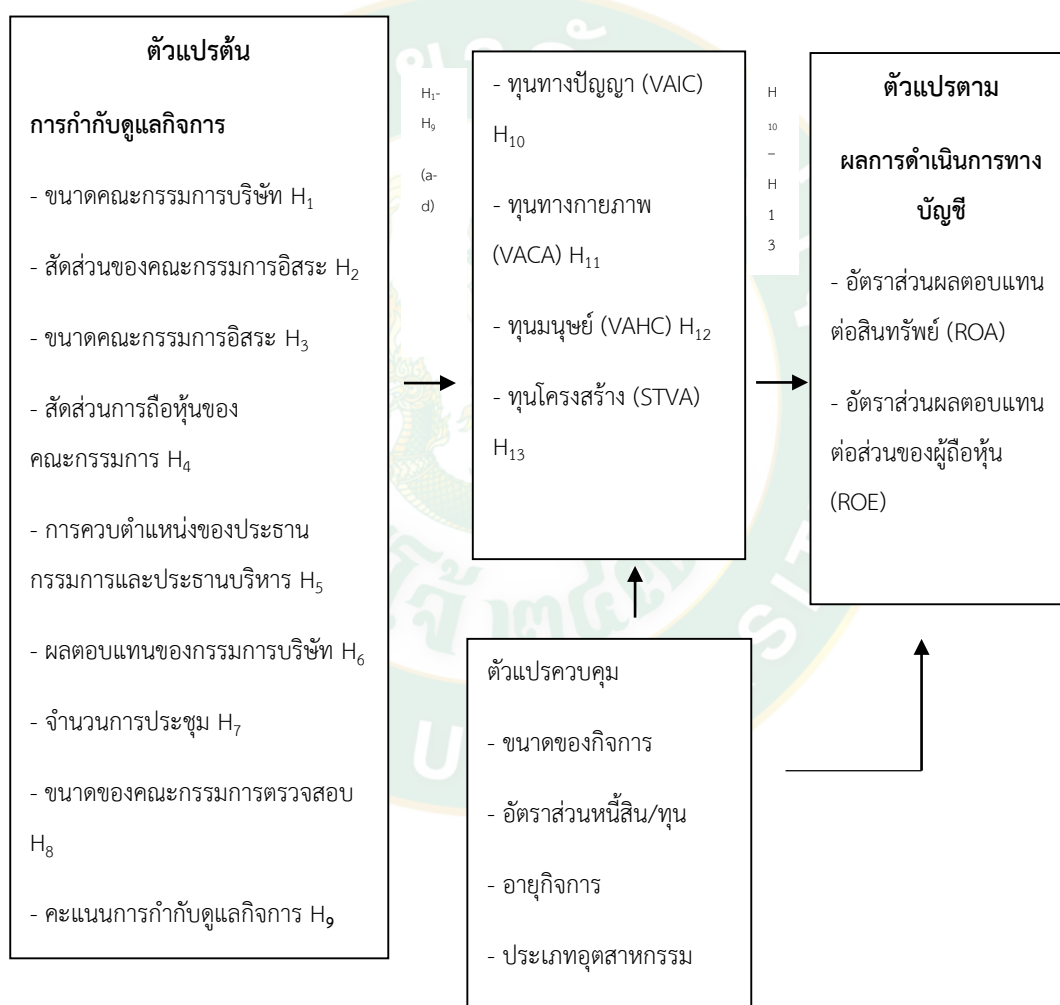 ตัวแปรต้น
การกำกับดูแลกิจการ
- ขนาดคณะกรรมการบริษัท H1
- สัดส่วนของคณะกรรมการอิสระ H2
- ขนาดคณะกรรมการอิสระ H3
- สัดส่วนการถือหุ้นของ
คณะกรรมการ H4
- การควบตำแหน่งของประธาน
กรรมการและประธานบริหาร H5
- ผลตอบแทนของกรรมการบริษัท H6
- จำนวนการประชุม H7
- ขนาดของคณะกรรมการตรวจสอบ
H8
- คะแนนการกำกับดูแลกิจการ H9
H1-
H9
(a-
d)
- ทุนทางปัญญา (VAIC)
H10
- ทุนทางกายภาพ
(VACA) H11
- ทุนมนุษย์ (VAHC) H12
- ทุนโครงสร้าง (STVA)
H13
H
10
–
H
1
3
ตัวแปรตาม
ผลการดำเนินการทาง
บัญชี
- อัตราส่วนผลตอบแทน
ต่อสินทรัพย์ (ROA)
- อัตราส่วนผลตอบแทน
ต่อส่วนของผู้ถือหุ้น
(ROE)
ตัวแปรควบคุม
- ขนาดของกิจการ
- อัตราส่วนหนี้สิน/ทุน
- อายุกิจการ
- ประเภทอุตสาหกรรม